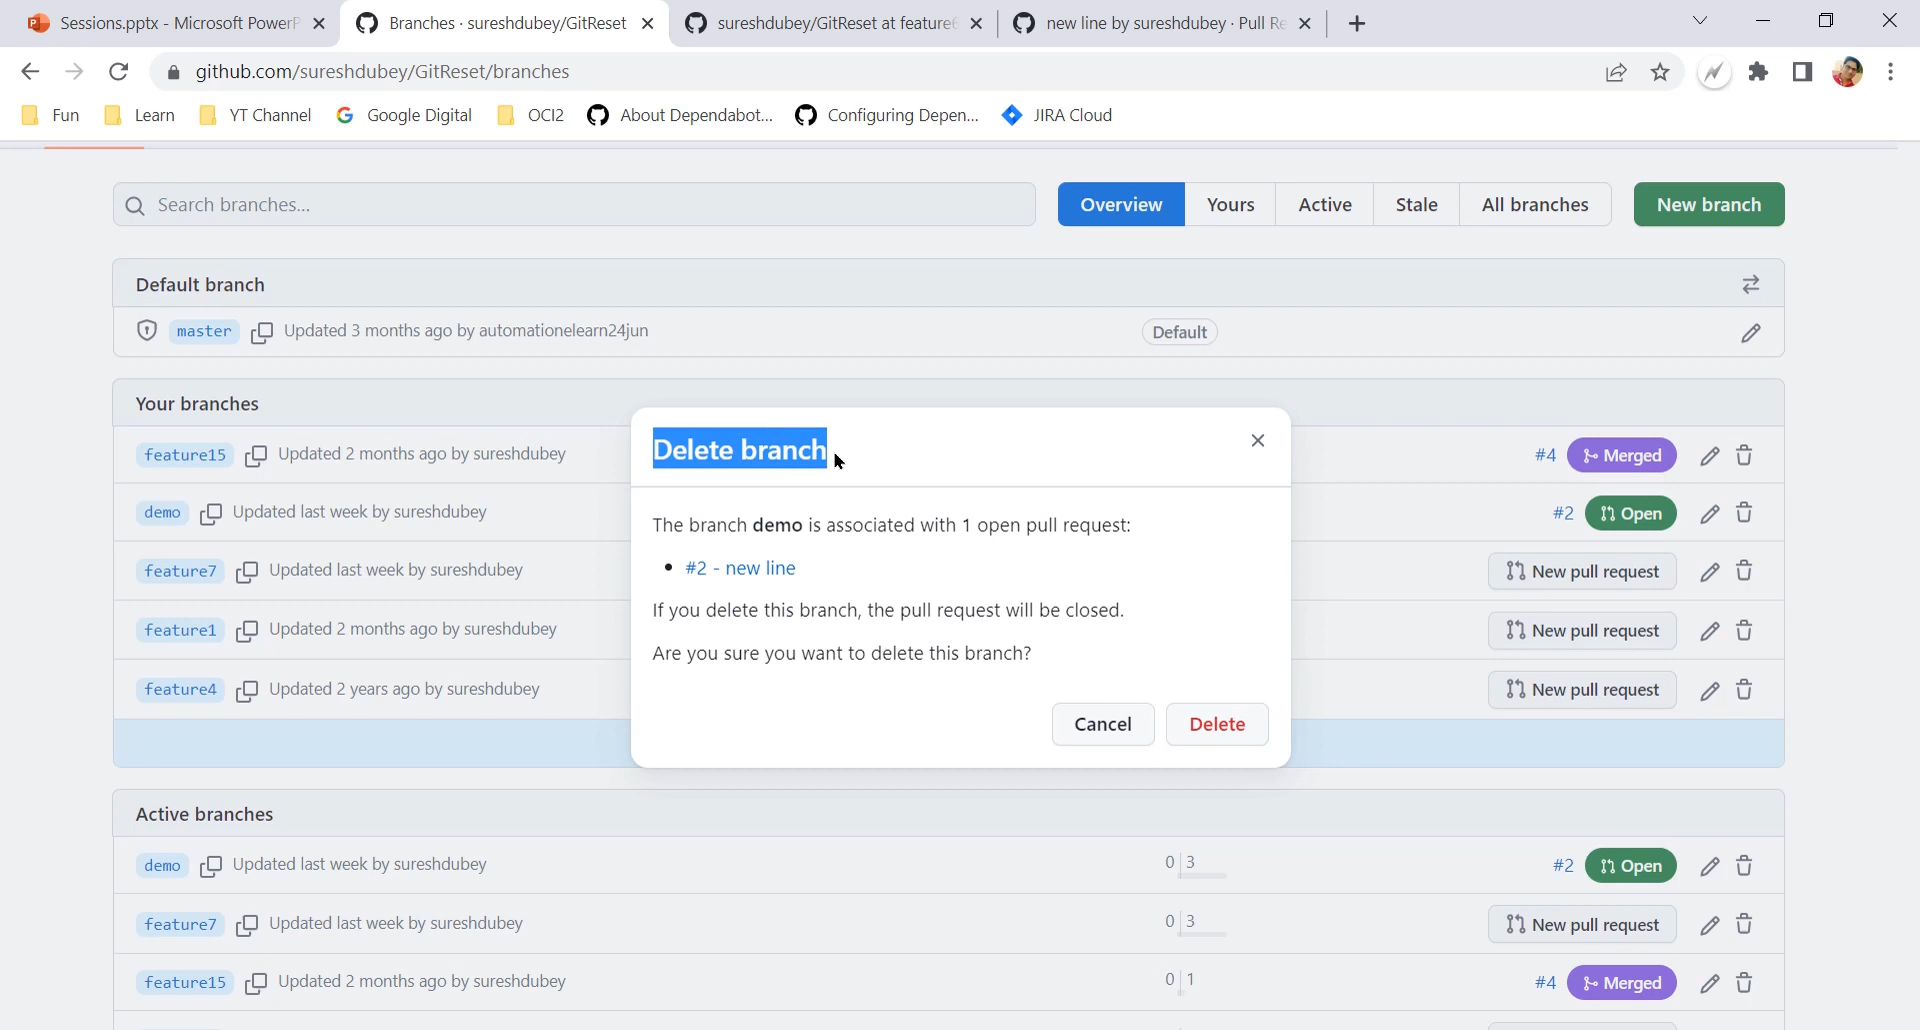 Sessions.pptx - Microsoft PowerP
Branches · sureshdubey/GitReset
sureshdubey/GitReset at feature6
new line by sureshdubey · Pull Re
github.com/sureshdubey/GitReset/branches
Fun
Learn
YT Channel
Google Digital
OCI2
About Dependabot...
Configuring Depen...
JIRA Cloud
Search branches...
Overview
Yours
Active
Stale
All branches
New branch
Default branch
master Updated 3 months ago by automationelearn24jun Default
Your branches
feature15 Updated 2 months ago by sureshdubey #4 Merged
demo Updated last week by sureshdubey #2 Open
feature7 Updated last week by sureshdubey New pull request
feature1 Updated 2 months ago by sureshdubey New pull request
feature4 Updated 2 years ago by sureshdubey New pull request
Delete branch
The branch demo is associated with 1 open pull request:
• #2 - new line
If you delete this branch, the pull request will be closed.
Are you sure you want to delete this branch?
Cancel
Delete
Active branches
demo Updated last week by sureshdubey 0 3 #2 Open
feature7 Updated last week by sureshdubey 0 3 New pull request
feature15 Updated 2 months ago by sureshdubey 0 1 #4 Merged